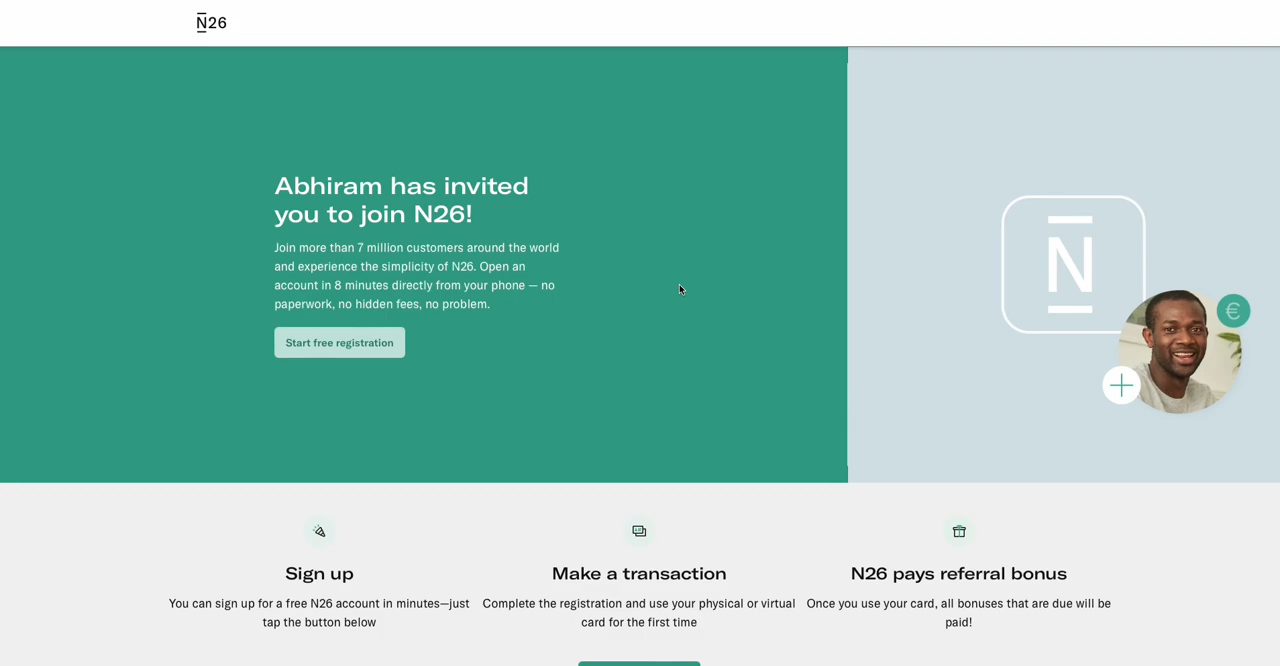 N26
Abhiram has invited
you to join N26!
Join more than 7 million customers around the world
and experience the simplicity of N26. Open an
account in 8 minutes directly from your phone — no
paperwork, no hidden fees, no problem.
Start free registration
N
€
Sign up
You can sign up for a free N26 account in minutes—just
tap the button below
Make a transaction
Complete the registration and use your physical or virtual
card for the first time
N26 pays referral bonus
Once you use your card, all bonuses that are due will be
paid!